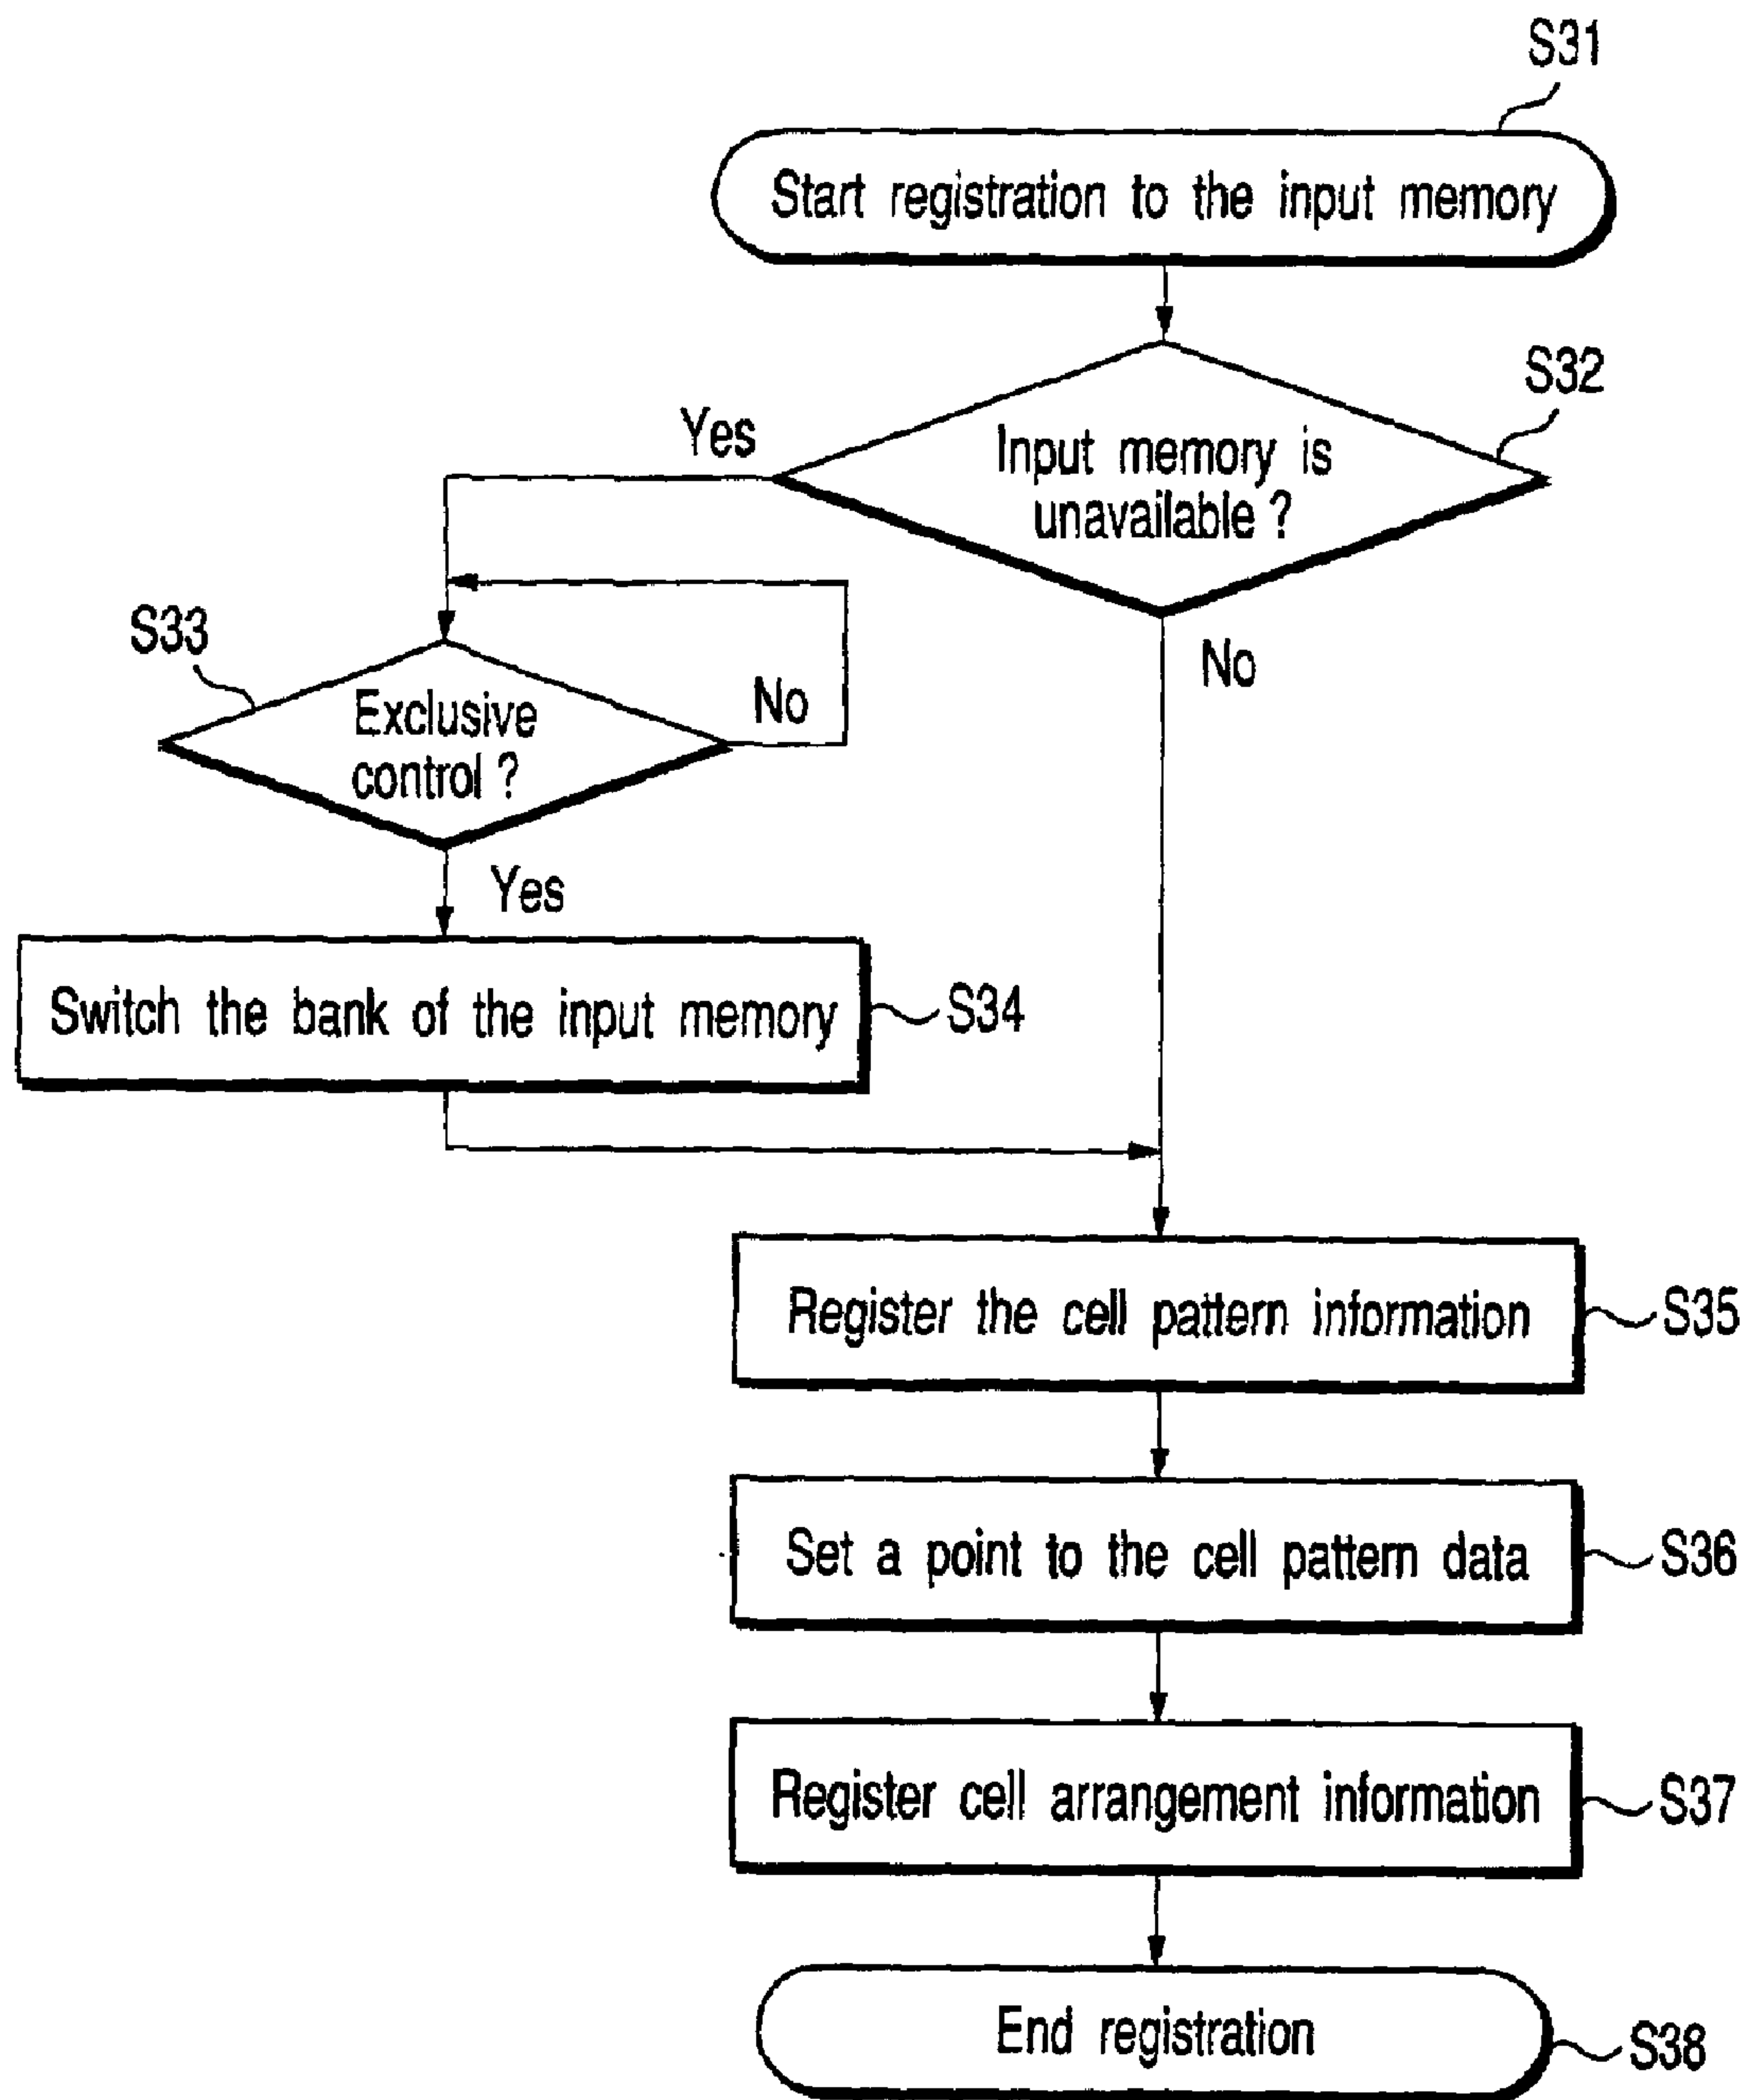 S31
Start registration to the input memory
S32
Yes
Input memory is
unavailable ?
No
S33
Exclusive
control ?
No
Yes
Switch the bank of the input memory
S34
Register the cell pattern information
S35
Set a point to the cell pattern data
S36
Register cell arrangement information
S37
End registration
S38